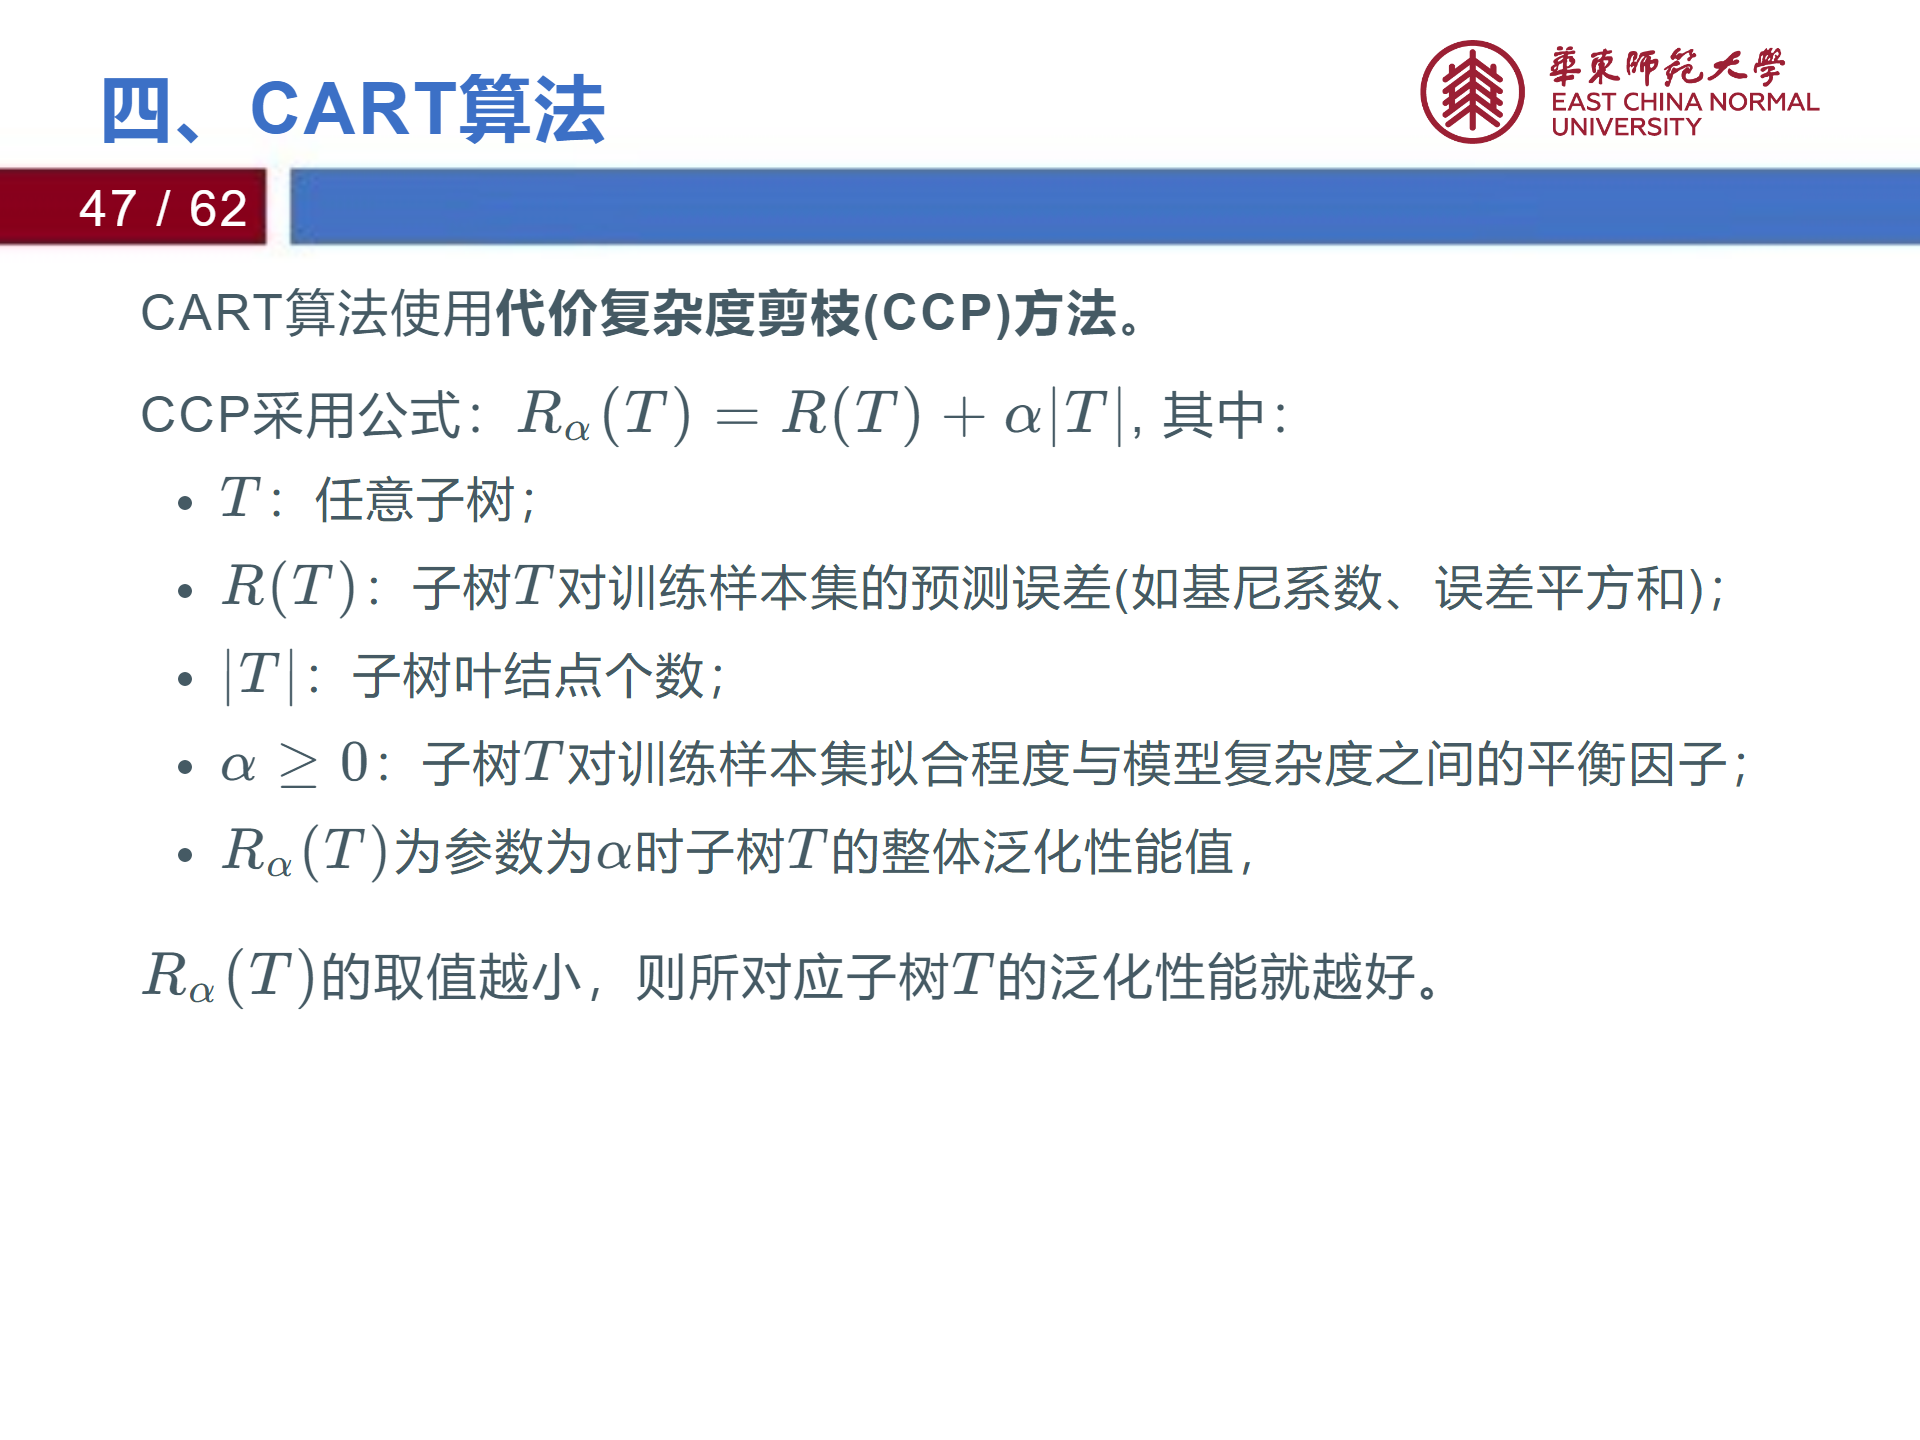 四、CART算法
華東師範大學
EAST CHINA NORMAL
UNIVERSITY
47 / 62
CART算法使用代价复杂度剪枝(CCP)方法。
CCP采用公式：R_α(T) = R(T) + α|T|, 其中：
• T：任意子树；
• R(T)：子树T对训练样本集的预测误差(如基尼系数、误差平方和)；
• |T|：子树叶结点个数；
• α ≥ 0：子树T对训练样本集拟合程度与模型复杂度之间的平衡因子；
• R_α(T)为参数为α时子树T的整体泛化性能值，
R_α(T)的取值越小，则所对应子树T的泛化性能就越好。